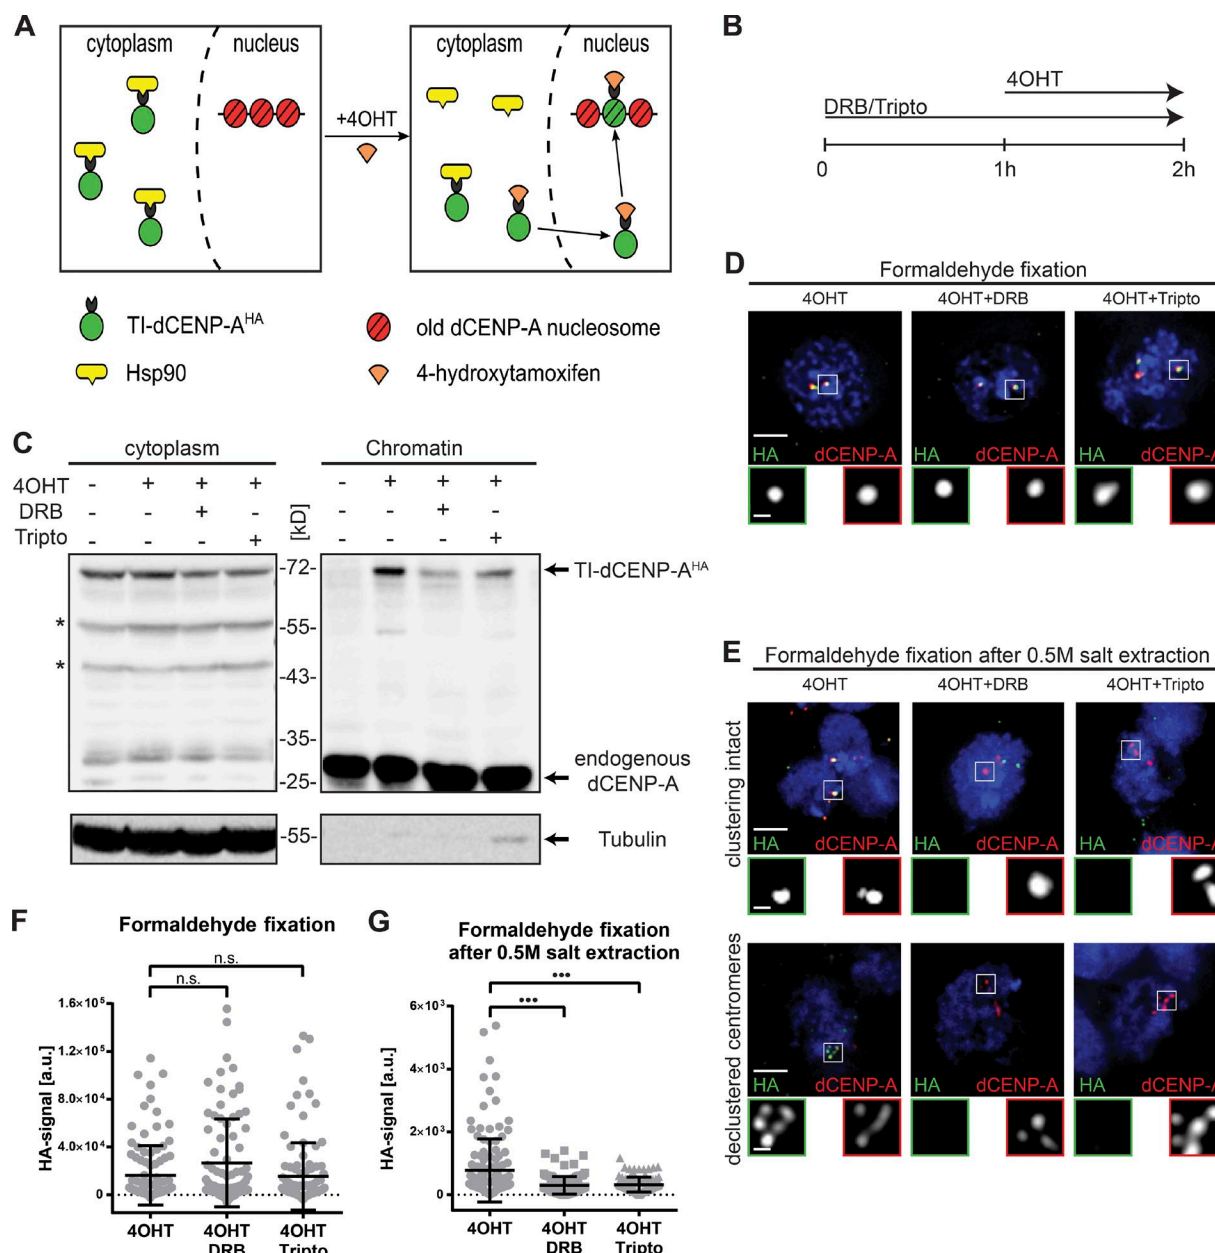 A
cytoplasm nucleus
+4OHT
cytoplasm nucleus
TI-dCENP-A^HA
old dCENP-A nucleosome
Hsp90
4-hydroxytamoxifen
B
4OHT
DRB/Tripto
0 1h 2h
C
cytoplasm Chromatin
4OHT - + + + - + + +
DRB - + - +
Tripto - + - +
[kD]
-72- TI-dCENP-A^HA
* -55-
*
-43-
-35-
endogenous
-25- dCENP-A
-55- Tubulin
D
Formaldehyde fixation
4OHT 4OHT+DRB 4OHT+Tripto
HA dCENP-A HA dCENP-A HA dCENP-A
E
Formaldehyde fixation after 0.5M salt extraction
4OHT 4OHT+DRB 4OHT+Tripto
clustering intact
HA dCENP-A HA dCENP-A HA dCENP-A
declustered centromeres
HA dCENP-A HA dCENP-A HA dCENP-A
F
Formaldehyde fixation
n.s.
n.s.
HA-signal [a.u.]
1.6×10^5
1.2×10^5
8.0×10^4
4.0×10^4
0
4OHT 4OHT 4OHT
DRB Tripto
G
Formaldehyde fixation
after 0.5M salt extraction
•••
•••
HA-signal [a.u.]
6×10^3
4×10^3
2×10^3
0
4OHT 4OHT 4OHT
DRB Tripto